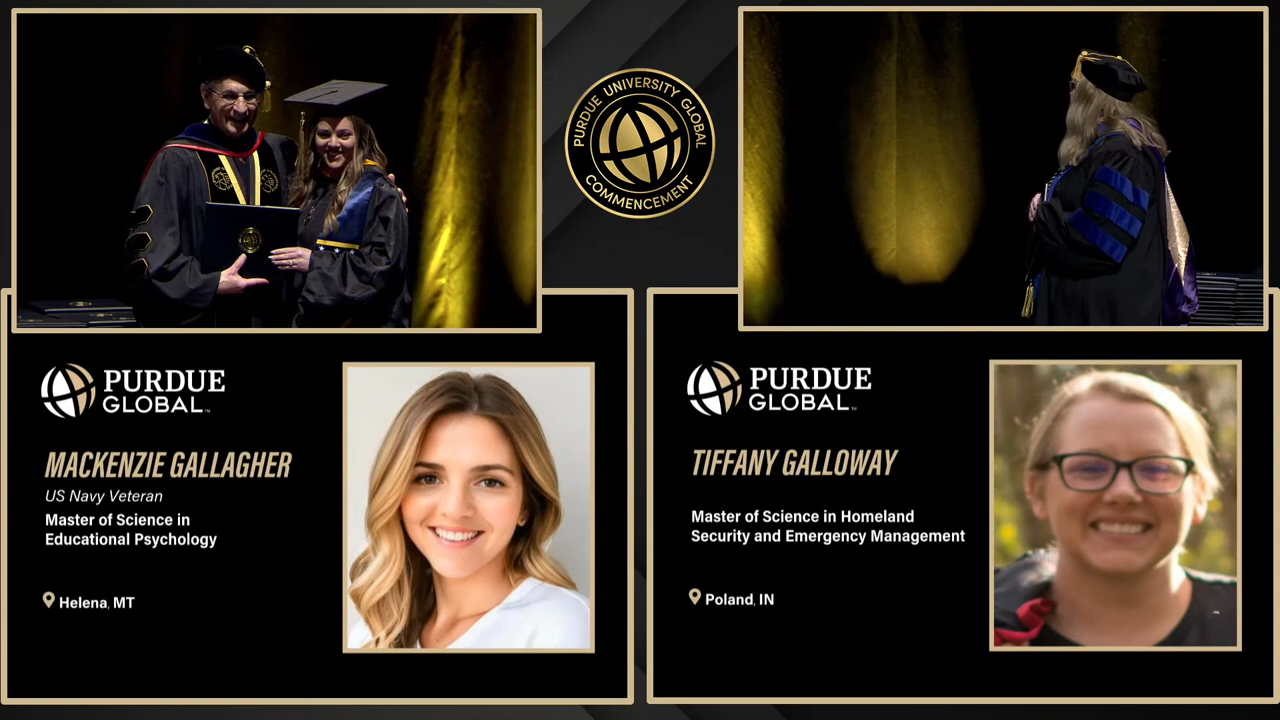 PURDUE UNIVERSITY GLOBAL
COMMENCEMENT
PURDUE
GLOBAL
MACKENZIE GALLAGHER
US Navy Veteran
Master of Science in
Educational Psychology
Helena, MT
PURDUE
GLOBAL
TIFFANY GALLOWAY
Master of Science in Homeland
Security and Emergency Management
Poland, IN